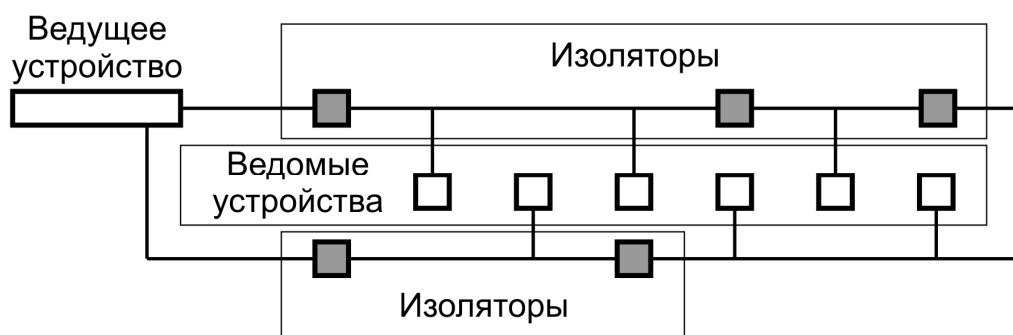 Ведущее
устройство
Изоляторы
Ведомые
устройства
Изоляторы